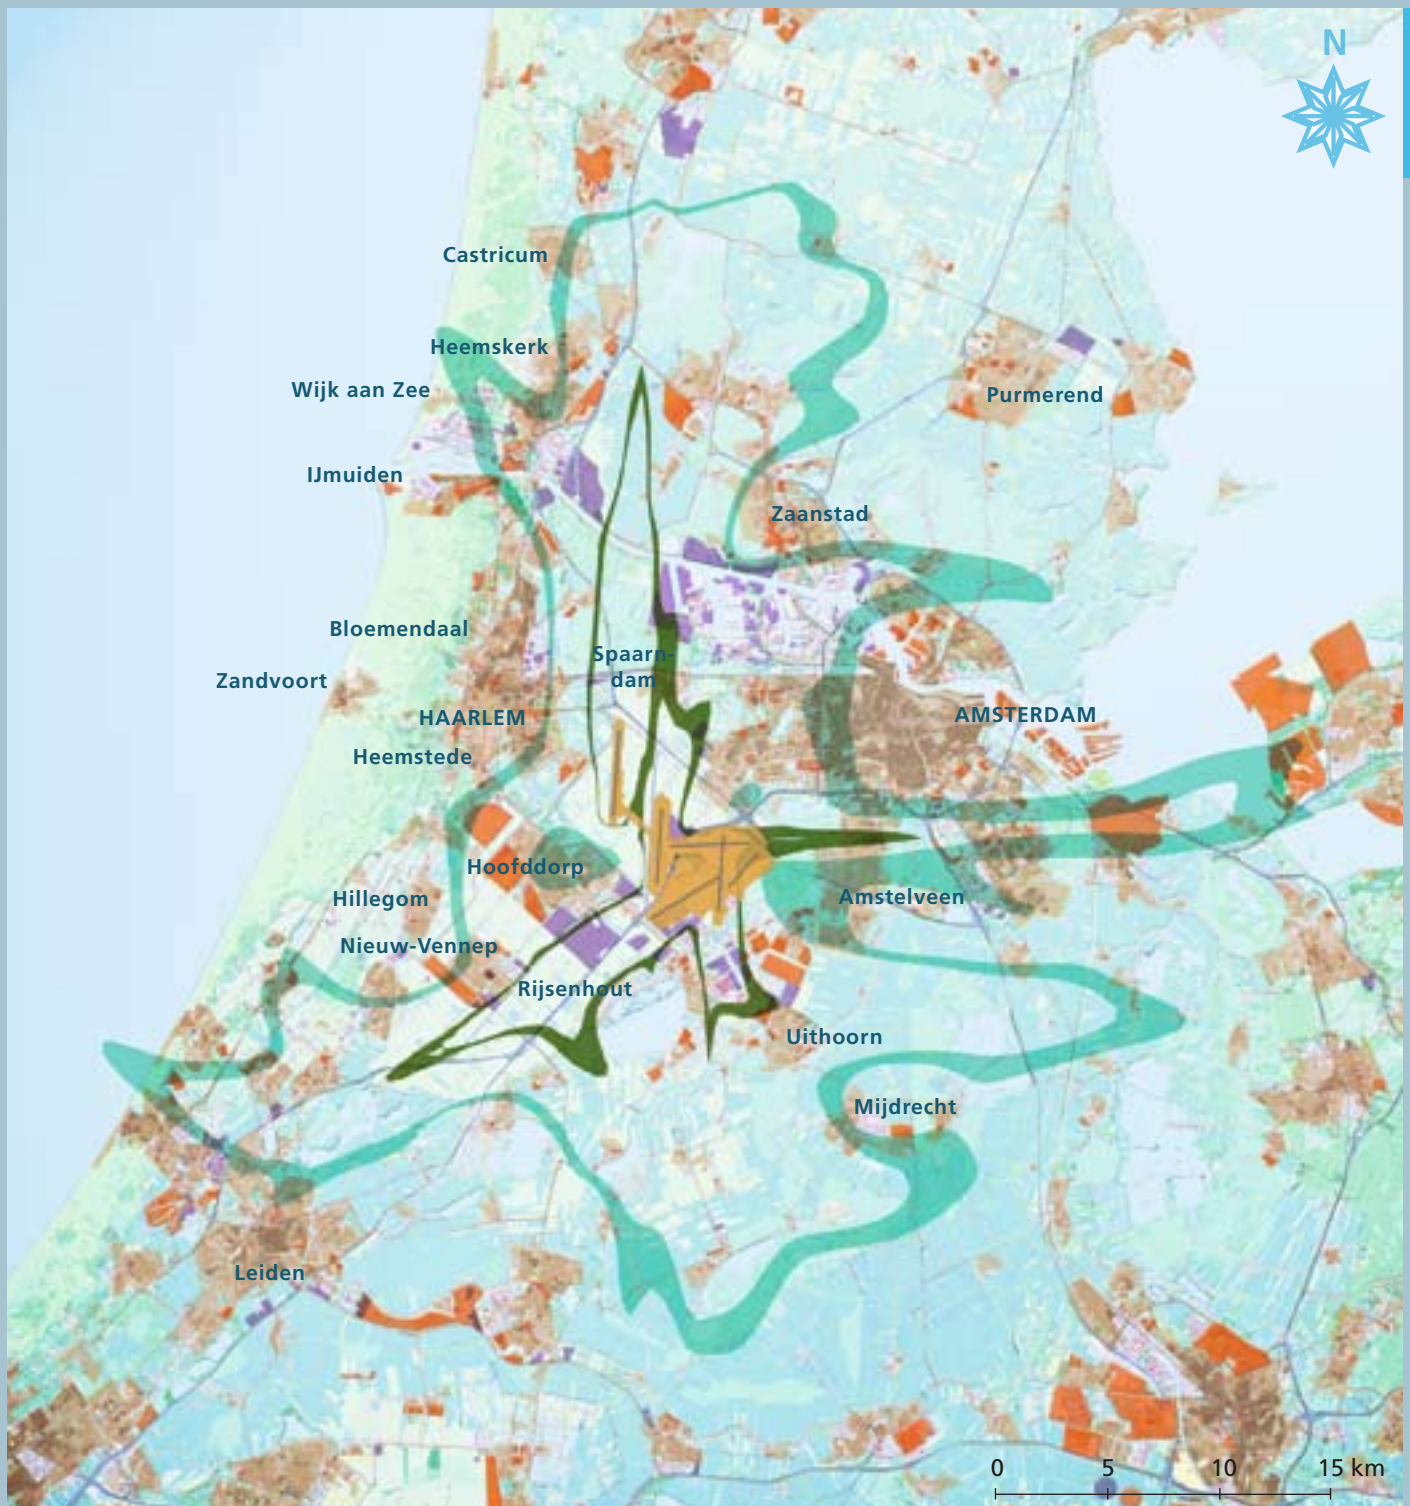 N
Castricum
Heemskerk
Wijk aan Zee
Purmerend
IJmuiden
Zaanstad
Bloemendaal
Spaarn-
dam
Zandvoort
HAARLEM
AMSTERDAM
Heemstede
Hoofddorp
Hillegom
Amstelveen
Nieuw-Vennep
Rijsenhout
Uithoorn
Mijdrecht
Leiden
0 5 10 15 km